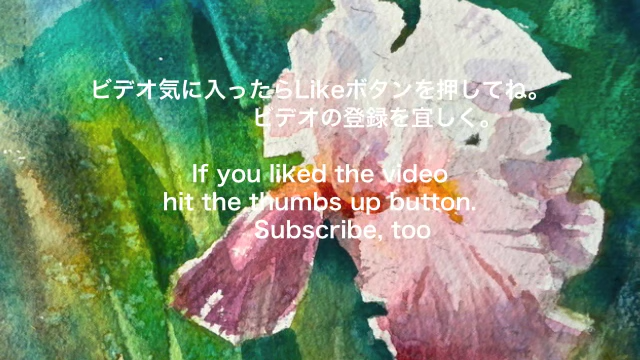 ビデオ気に入ったらLikeボタンを押してね。
ビデオの登録を宜しく。
If you liked the video
hit the thumbs up button.
Subscribe, too